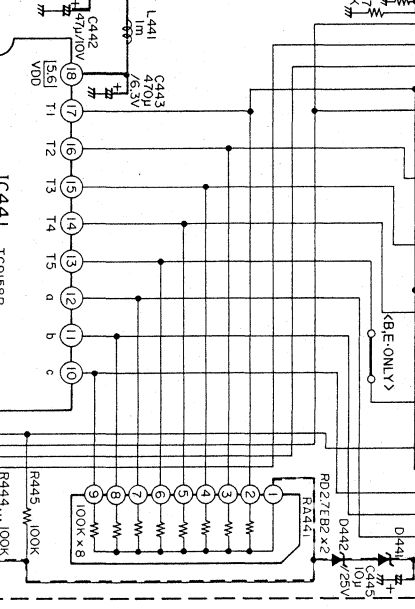 L441
1m
C442
47μ/10V
C443
470μ
/6.3V
18
5.6
VDD
17
T1
16
T2
15
T3
14
T4
13
T5
12
a
11
b
10
c
IC441
<B,E·ONLY>
R445 100K
R444 100K
9
8
7
6
5
4
3
2
1
100K×8
RA441
RD2.7EB2×2
D442
D441
C445
10μ
/25V